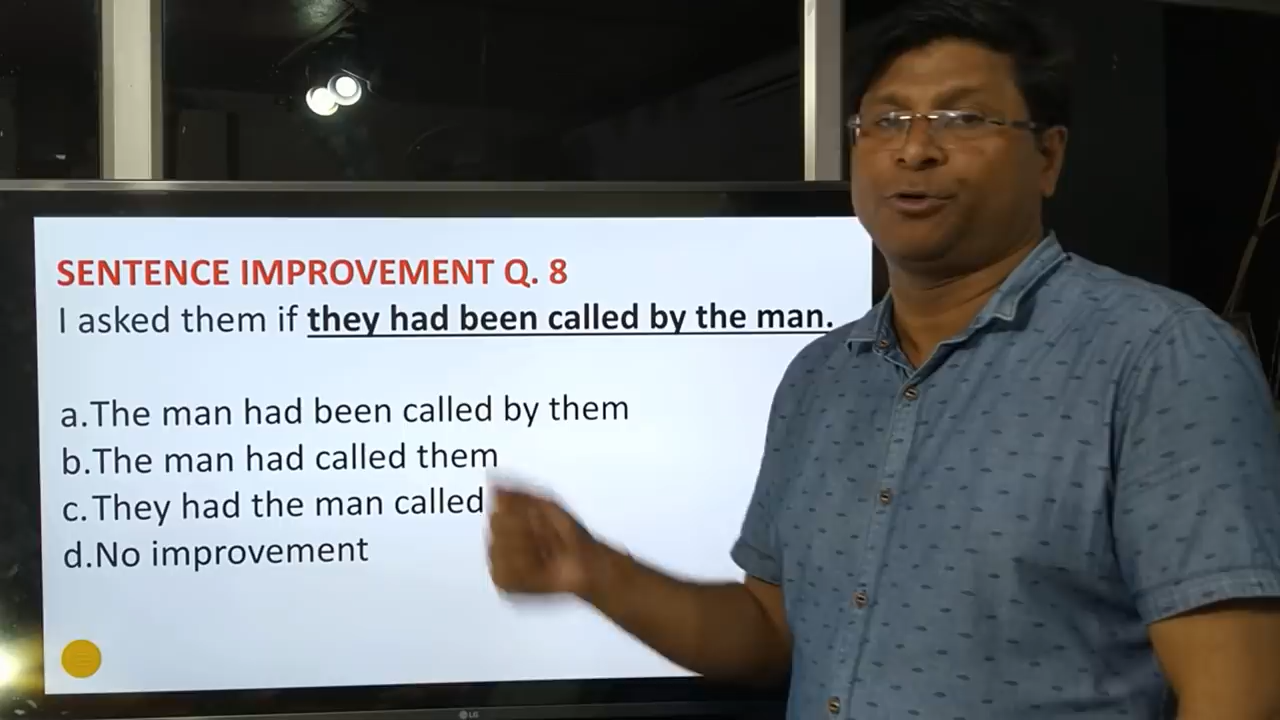 SENTENCE IMPROVEMENT Q. 8
I asked them if they had been called by the man.
a.The man had been called by them
b.The man had called them
c.They had the man called
d.No improvement
LG